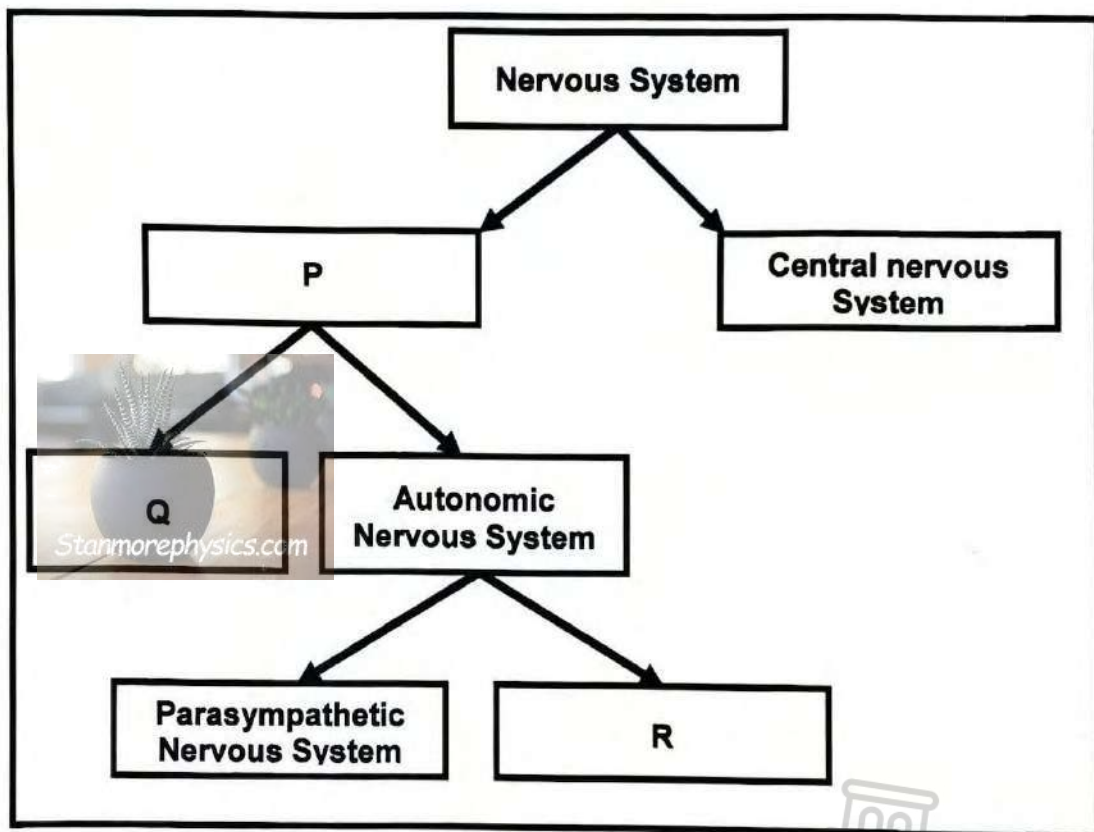 Nervous System
P
Central nervous
System
Q
Stanmorephysics.com
Autonomic
Nervous System
Parasympathetic
Nervous System
R